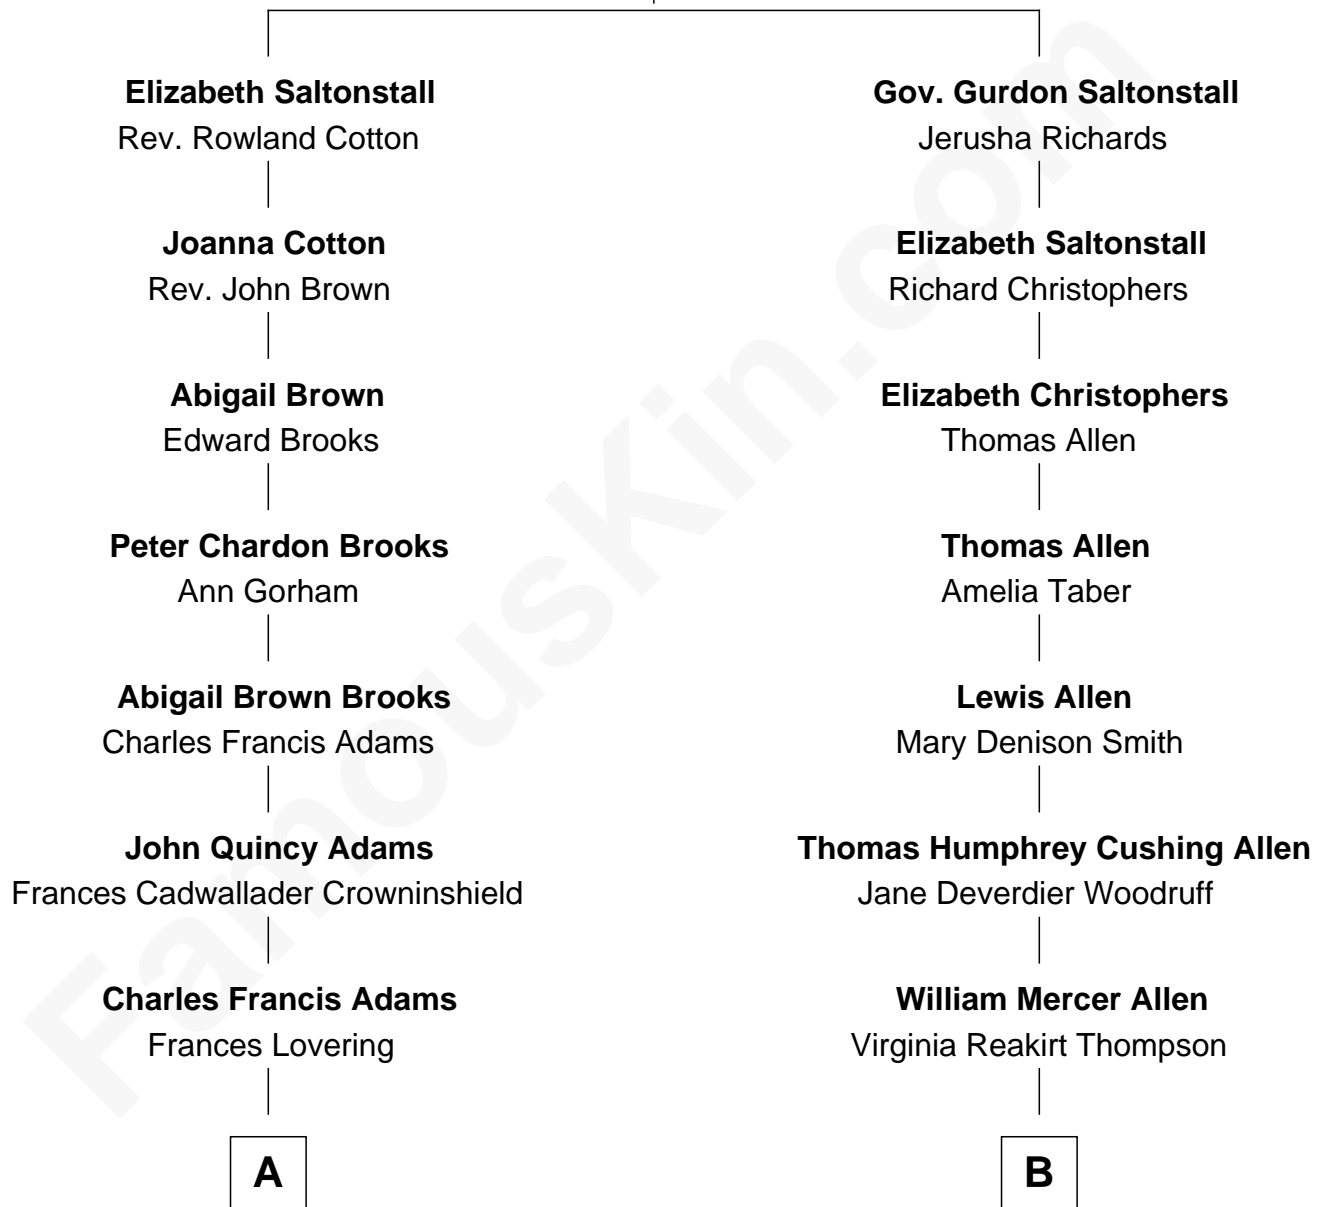 Elizabeth Saltonstall
Rev. Rowland Cotton
Joanna Cotton
Rev. John Brown
Abigail Brown
Edward Brooks
Peter Chardon Brooks
Ann Gorham
Abigail Brown Brooks
Charles Francis Adams
John Quincy Adams
Frances Cadwallader Crowninshield
Charles Francis Adams
Frances Lovering
A
Gov. Gurdon Saltonstall
Jerusha Richards
Elizabeth Saltonstall
Richard Christophers
Elizabeth Christophers
Thomas Allen
Thomas Allen
Amelia Taber
Lewis Allen
Mary Denison Smith
Thomas Humphrey Cushing Allen
Jane Deverdier Woodruff
William Mercer Allen
Virginia Reakirt Thompson
B
FamousKin.com